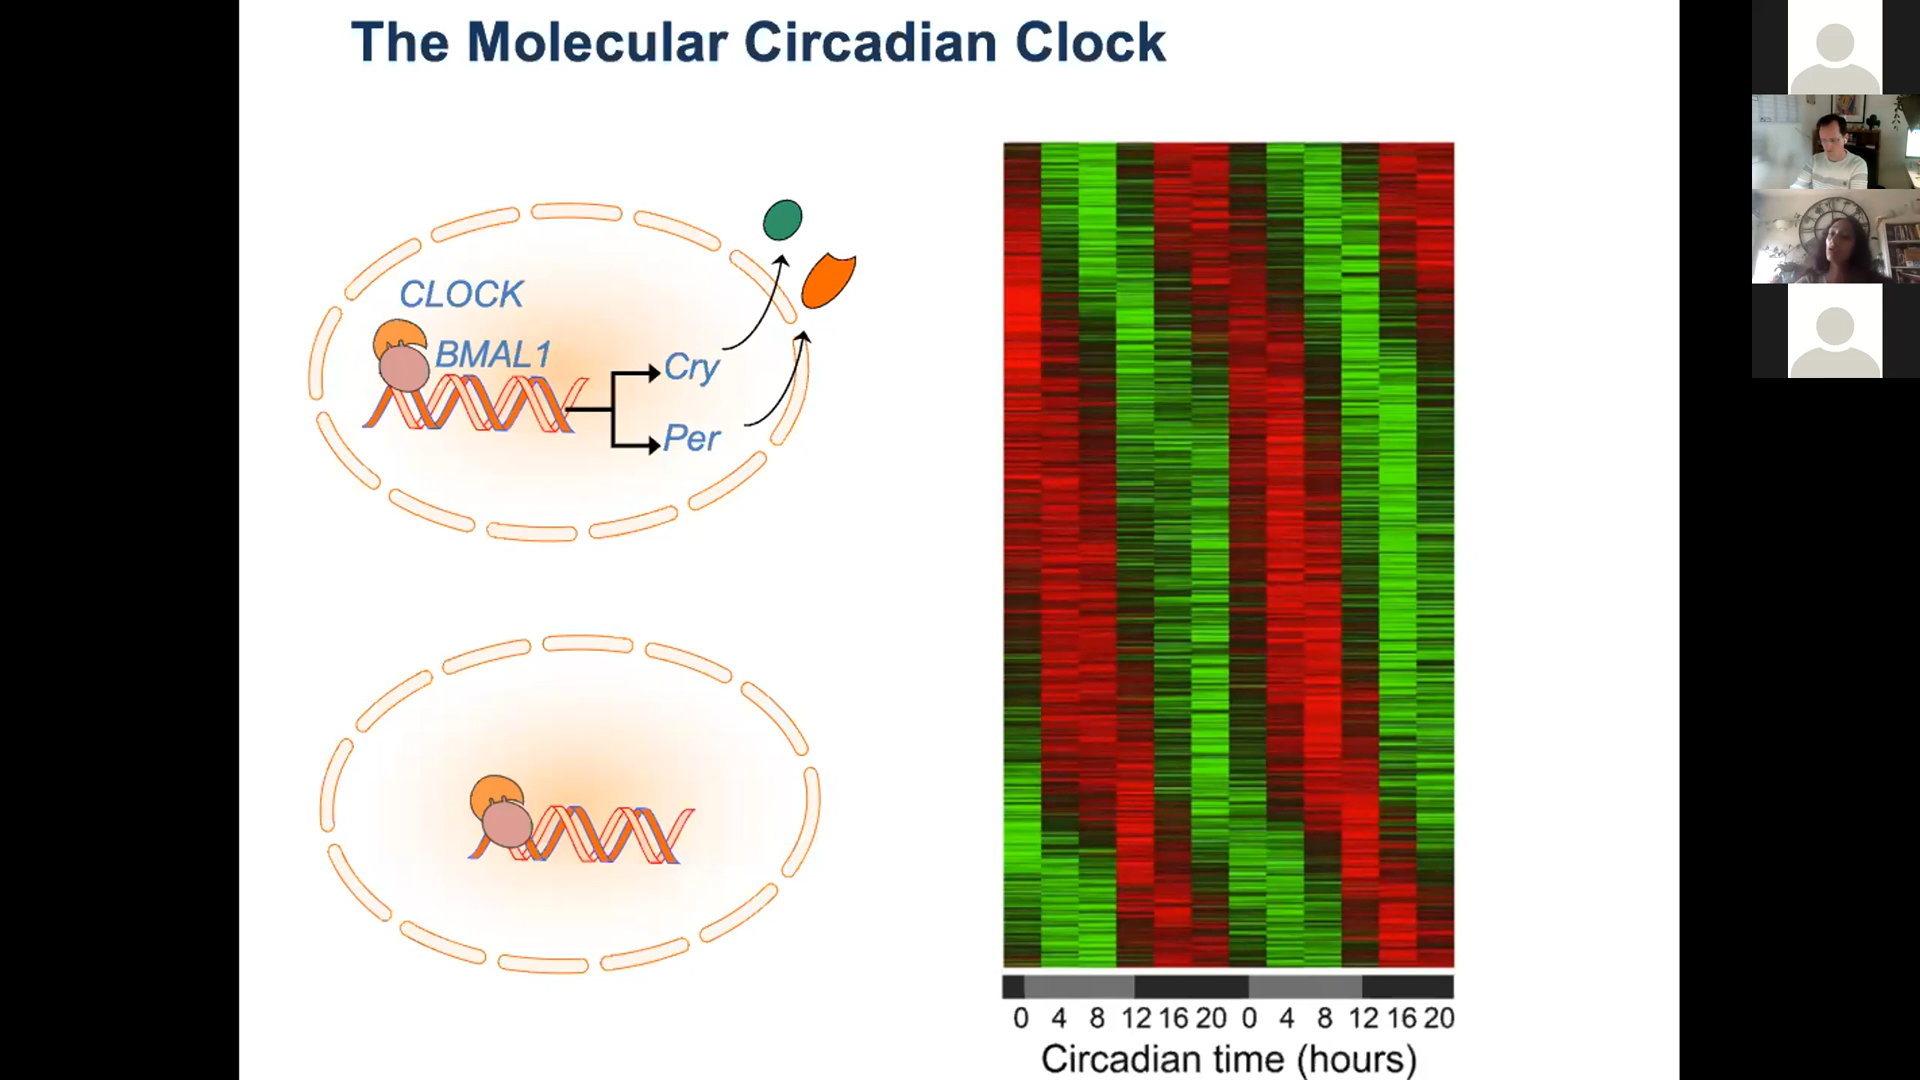 The Molecular Circadian Clock
CLOCK
BMAL1
Cry
Per
0 4 8 12 16 20 0 4 8 12 16 20
Circadian time (hours)